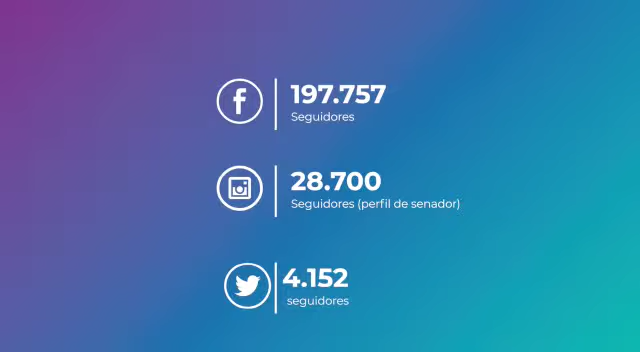 197.757
Seguidores
28.700
Seguidores (perfil de senador)
4.152
seguidores